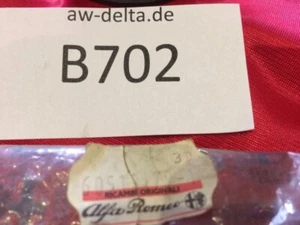 aw-delta.de
B702
RICAMBI ORIGINALI
Alfa Romeo